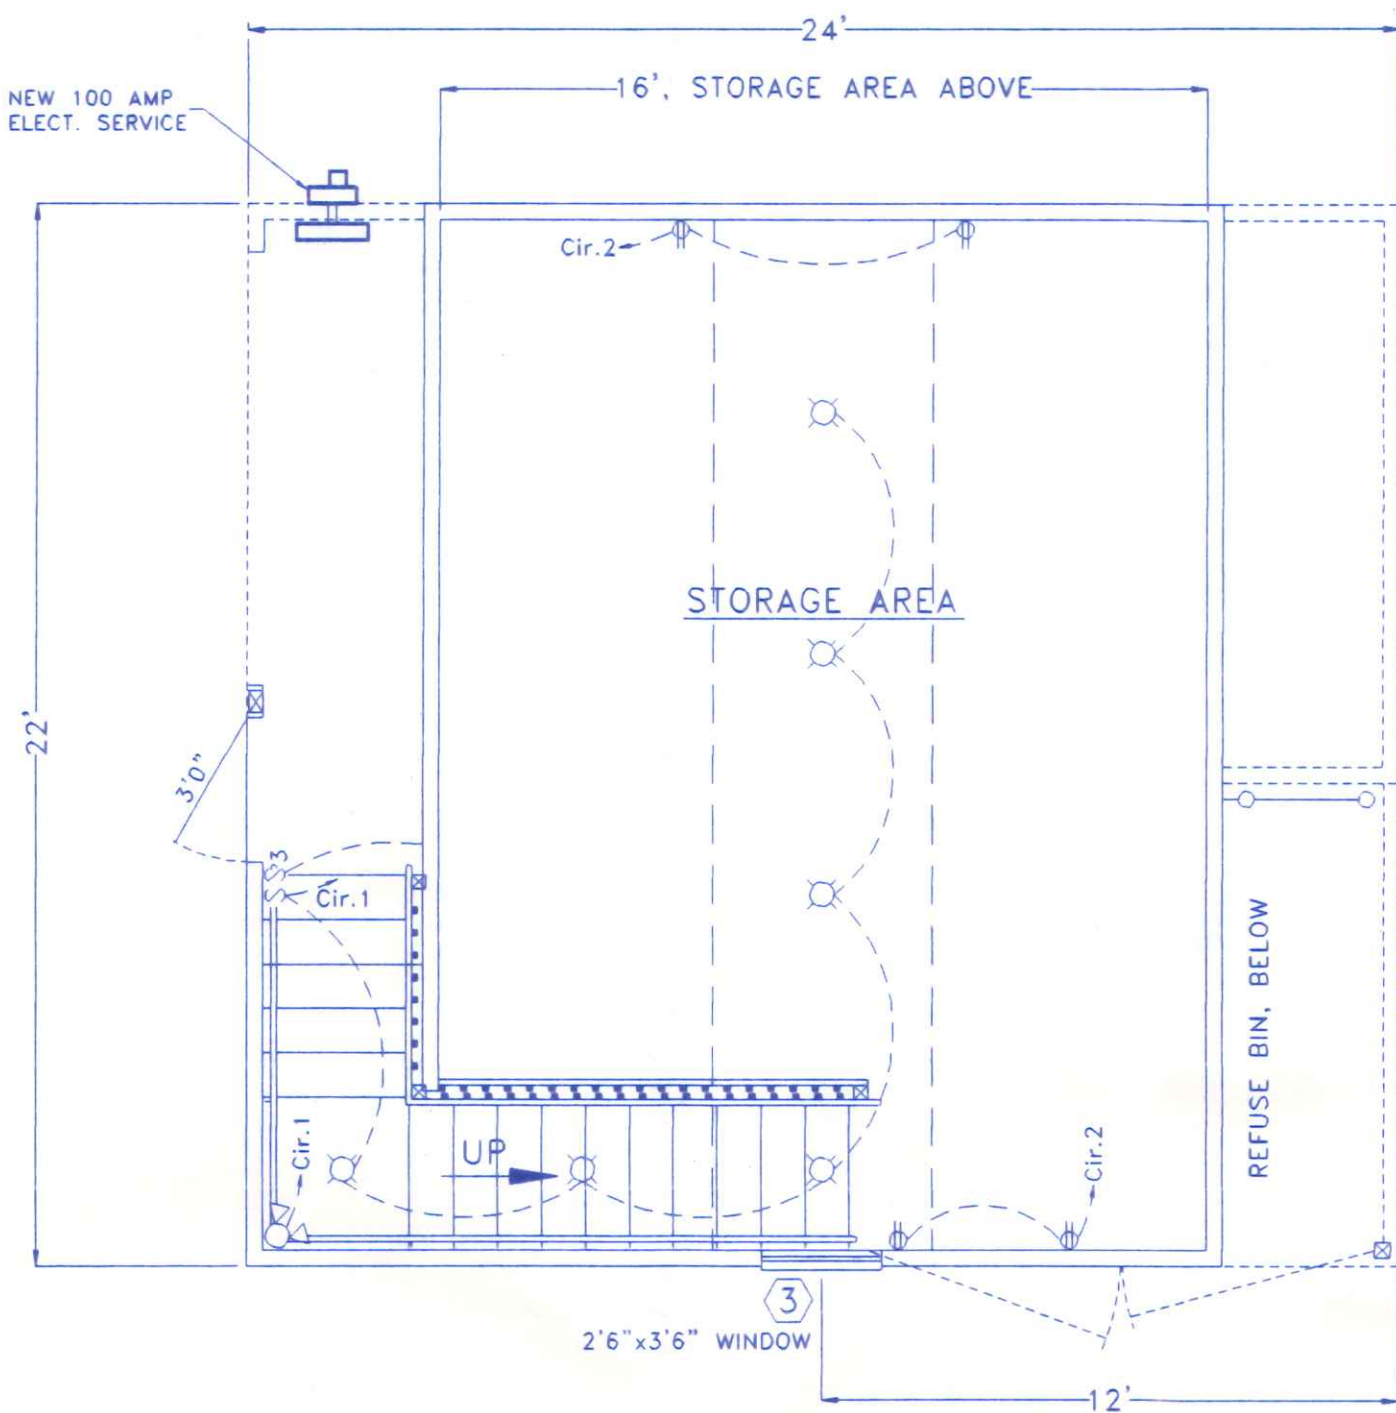 24'
16', STORAGE AREA ABOVE
NEW 100 AMP
ELECT. SERVICE
Cir.2
STORAGE AREA
22'
3'0"
S3
S
Cir.1
REFUSE BIN, BELOW
Cir.1
UP
Cir.2
3
2'6"x3'6" WINDOW
12'